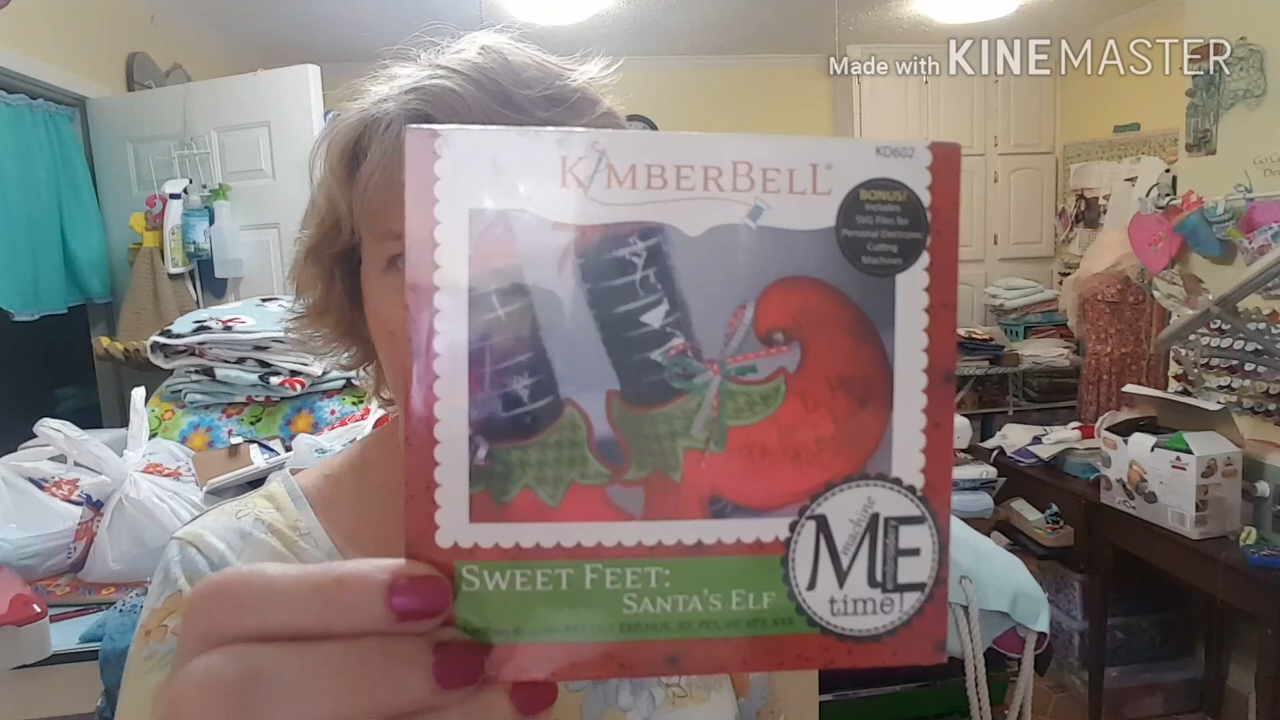 Made with KINEMASTER
KIMBERBELL®
KD602
BONUS!
Includes
SVG Files for
Personal Electronic
Cutting
Machines
machine
ME
time!
SWEET FEET:
SANTA'S ELF